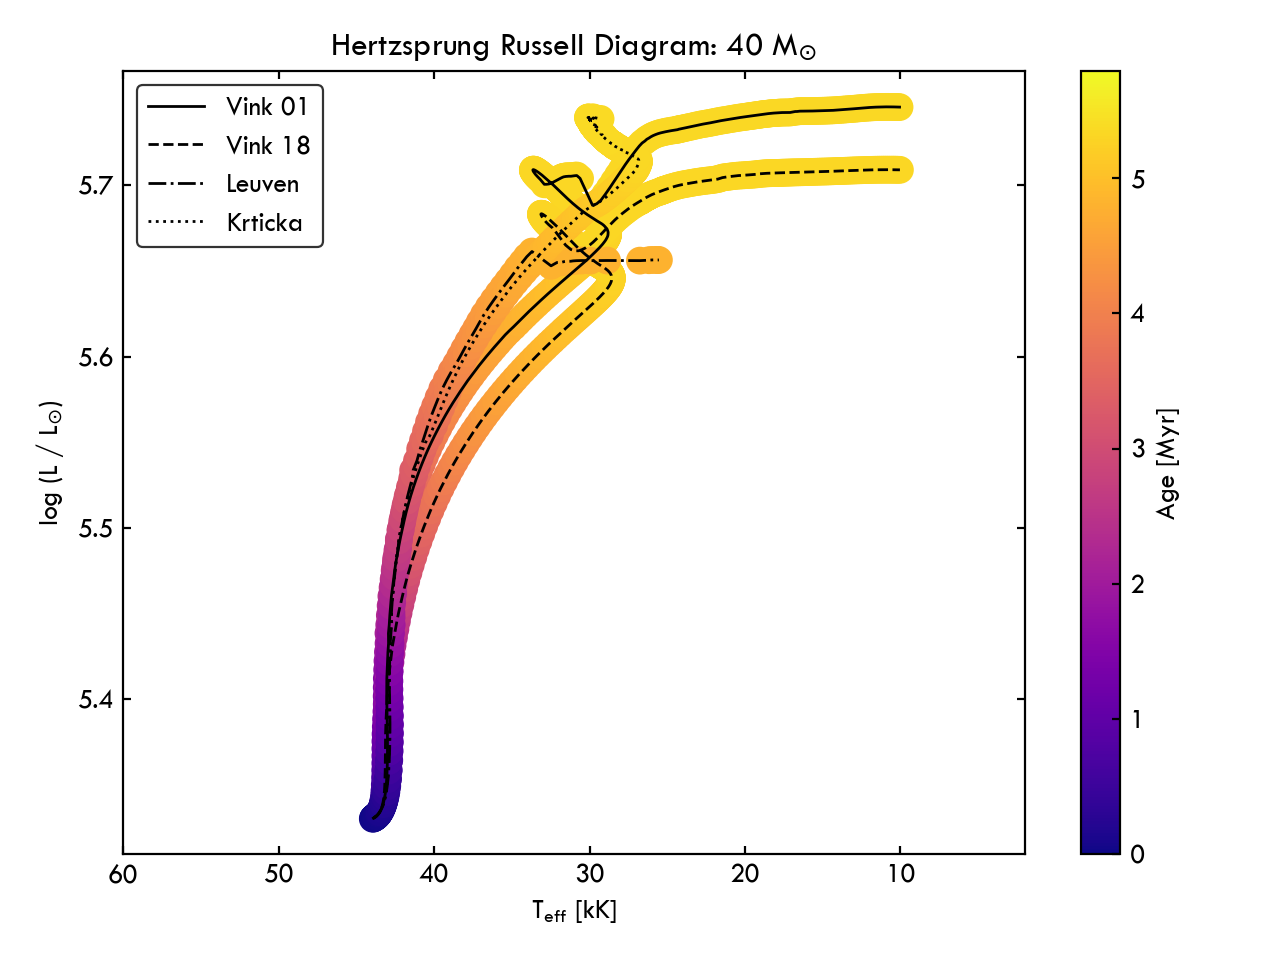 Hertzsprung Russell Diagram: 40 M⊙
Vink 01
Vink 18
Leuven
Krticka
5.7
5.6
5.5
5.4
log (L / L⊙)
60 50 40 30 20 10
T_eff [kK]
5
4
3
2
1
0
Age [Myr]